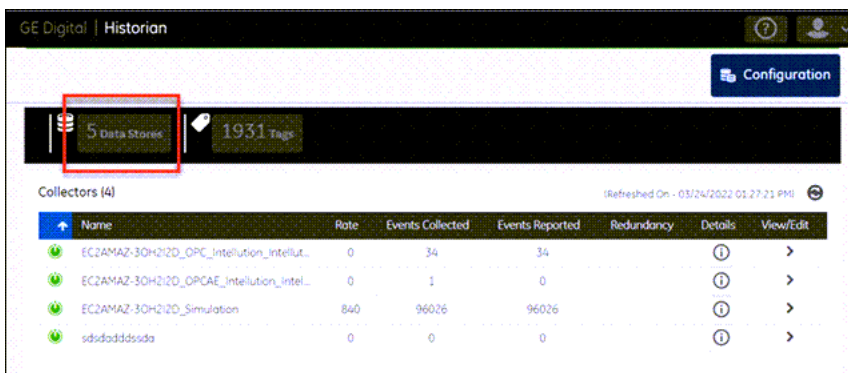 GE Digital | Historian
Configuration
5 Data Stores 1931 Tags
Collectors (4) (Refreshed On - 03/24/2022 01:27:21 PM)
Name Rate Events Collected Events Reported Redundancy Details View/Edit
EC2AMAZ-3OH2I2D_OPC_Intellution_Intellut... 0 34 34
EC2AMAZ-3OH2I2D_OPCAE_Intellution_Intel... 0 1 0
EC2AMAZ-3OH2I2D_Simulation 840 96026 96026
sdsdadddssda 0 0 0